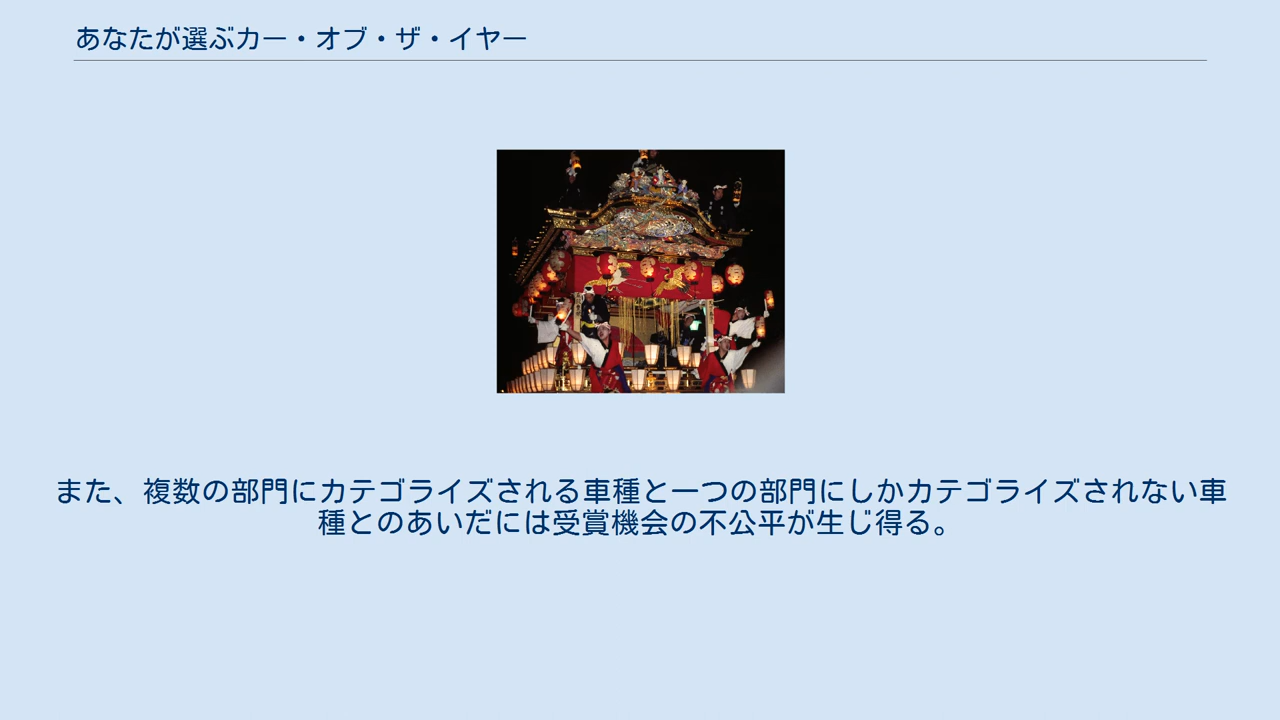 あなたが選ぶカー・オブ・ザ・イヤー
また、複数の部門にカテゴライズされる車種と一つの部門にしかカテゴライズされない車
種とのあいだには受賞機会の不公平が生じ得る。